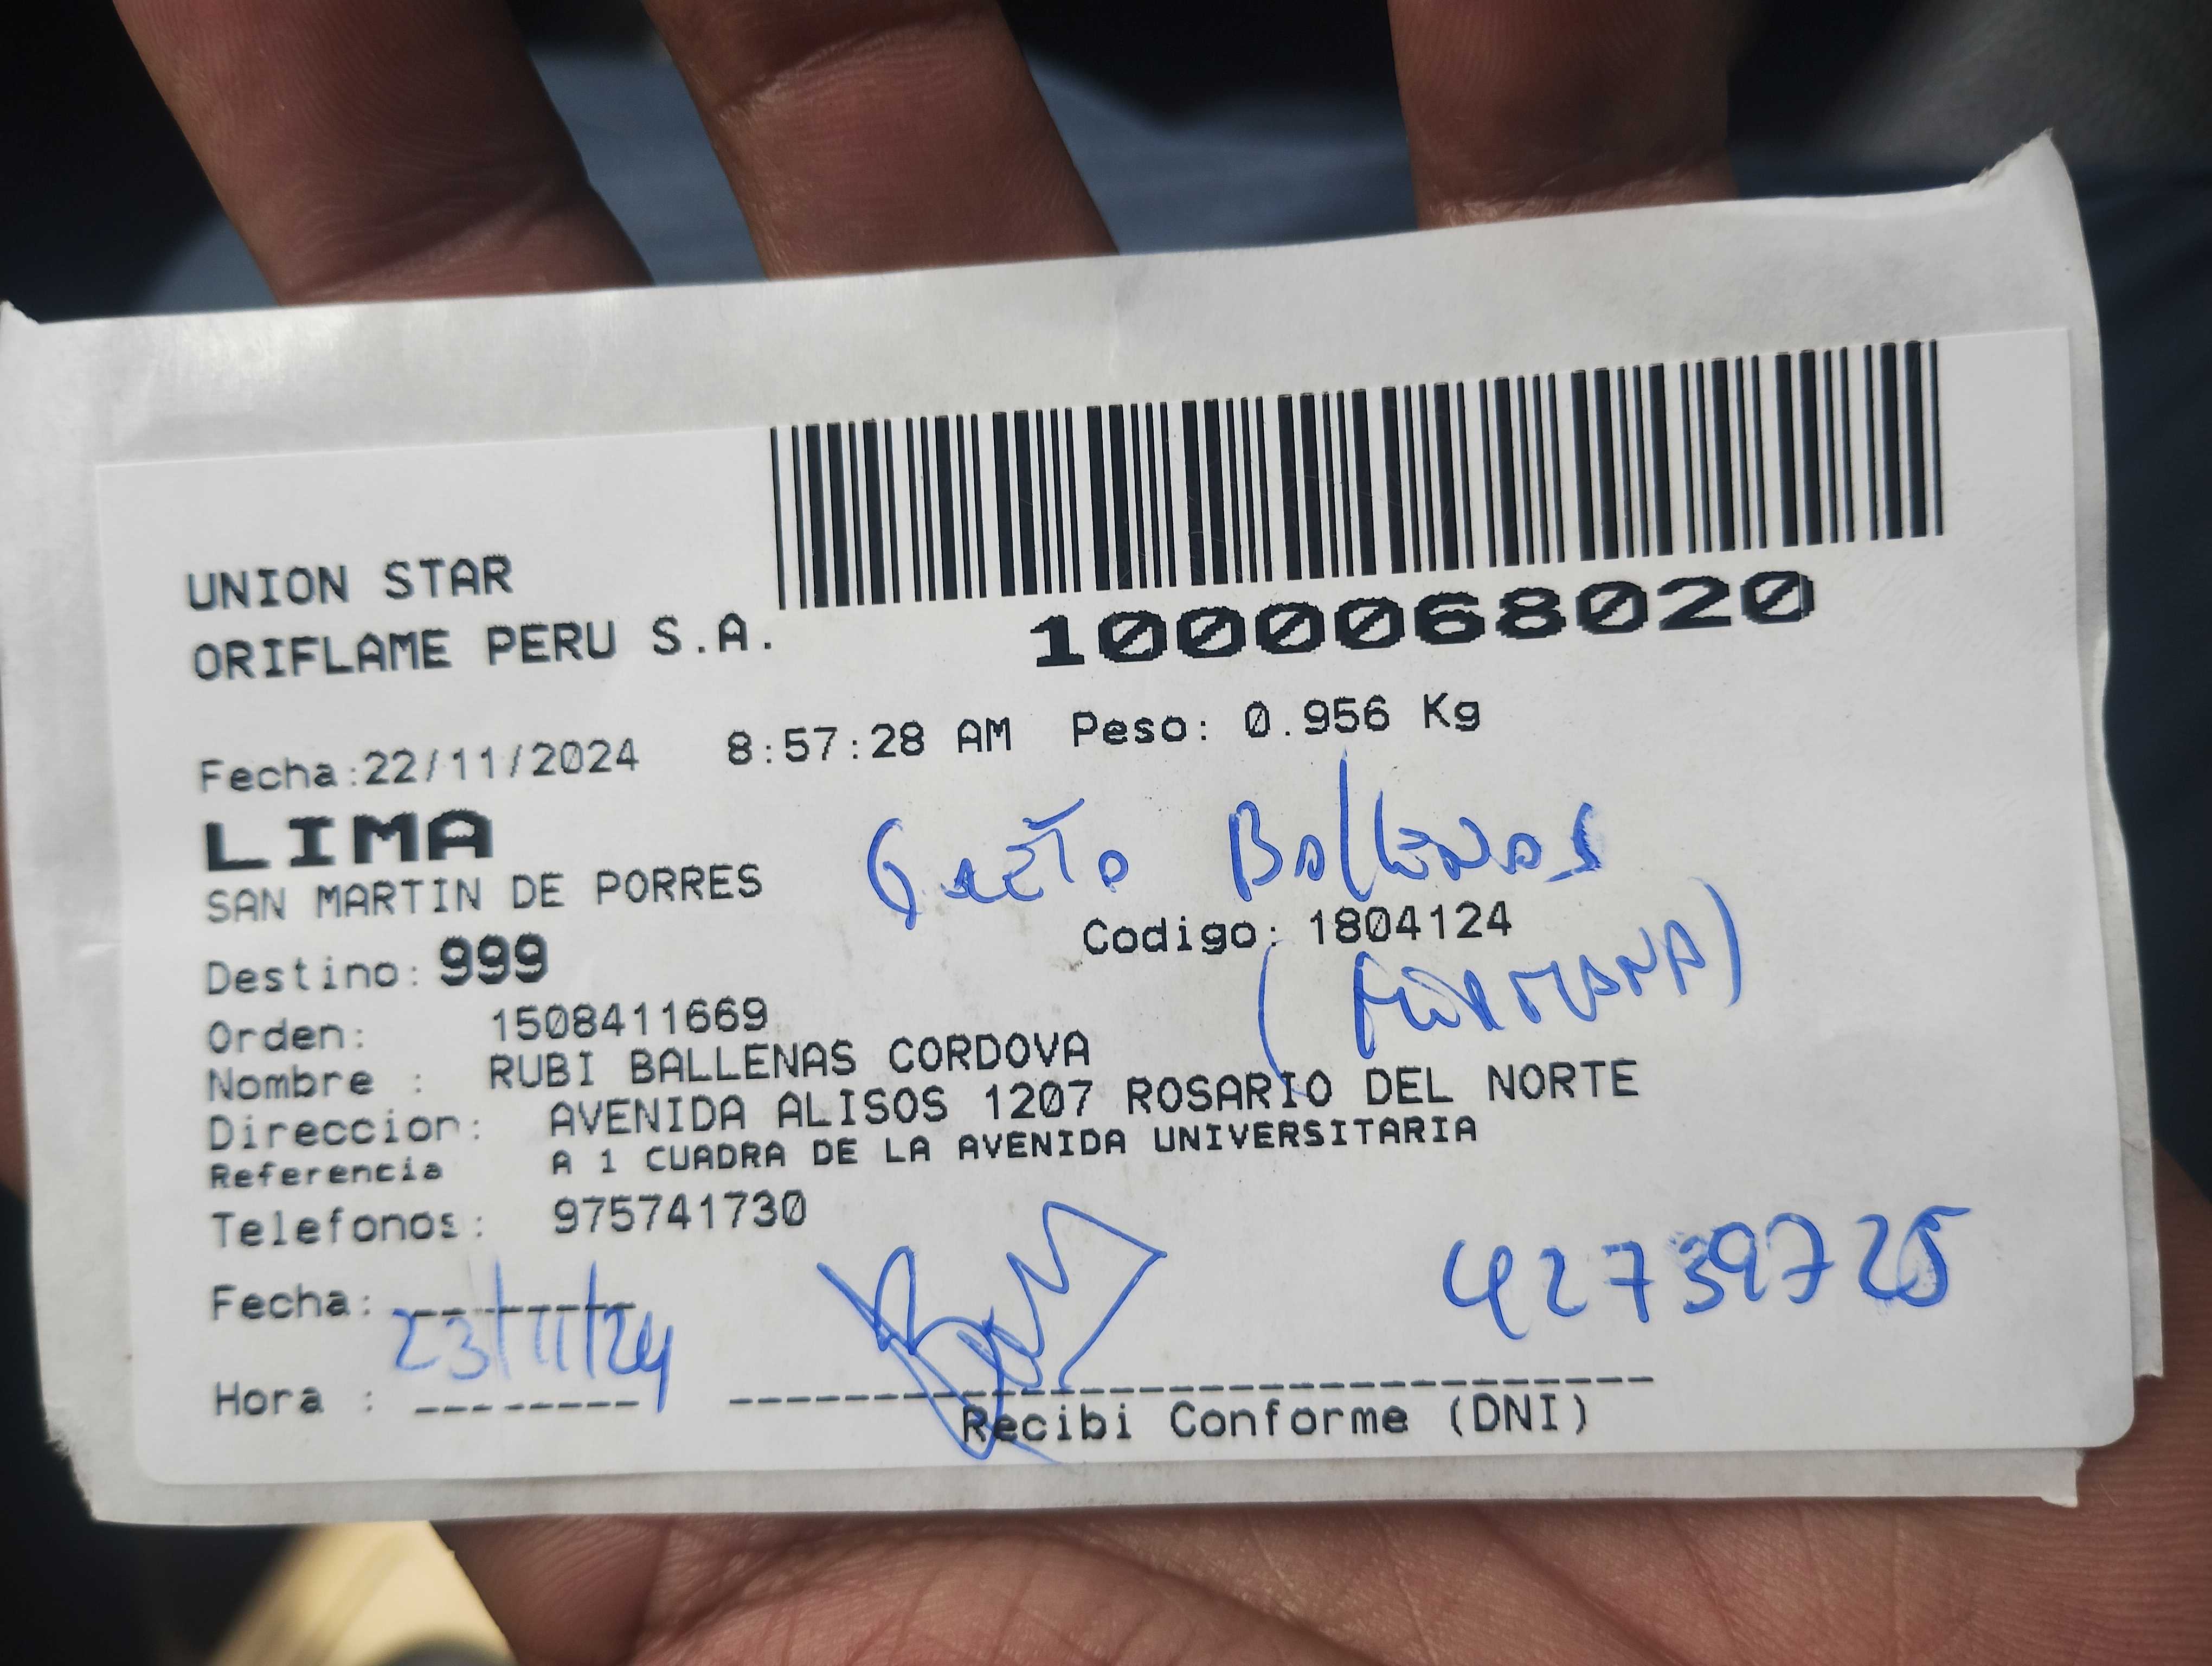 UNION STAR
ORIFLAME PERU S.A.
1000068020
Fecha:22/11/2024 8:57:28 AM Peso: 0.956 Kg
LIMA
SAN MARTIN DE PORRES
Ballenas
Destino: 999 Codigo: 1804124
Orden: 1508411669
Nombre : RUBI BALLENAS CORDOVA
Direccion: AVENIDA ALISOS 1207 ROSARIO DEL NORTE
Referencia A 1 CUADRA DE LA AVENIDA UNIVERSITARIA
Telefonos: 975741730
42739725
Fecha: 23/11/24
Hora :
Recibi Conforme (DNI)